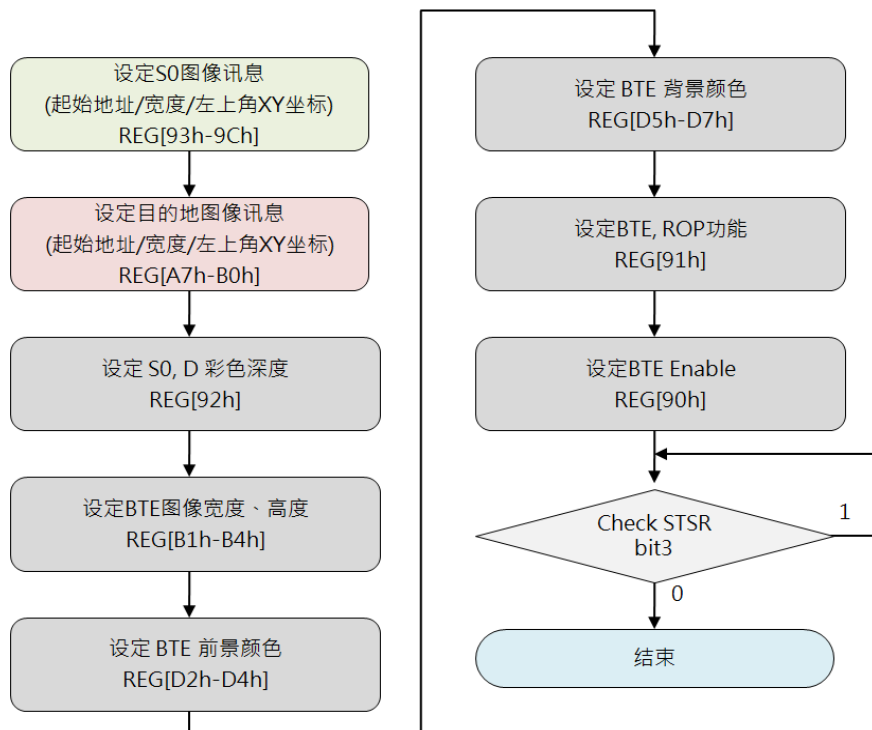 设定S0图像讯息
(起始地址/宽度/左上角XY坐标)
REG[93h-9Ch]
设定目的地图像讯息
(起始地址/宽度/左上角XY坐标)
REG[A7h-B0h]
设定 S0, D 彩色深度
REG[92h]
设定BTE图像宽度、高度
REG[B1h-B4h]
设定 BTE 前景颜色
REG[D2h-D4h]
设定 BTE 背景颜色
REG[D5h-D7h]
设定BTE, ROP功能
REG[91h]
设定BTE Enable
REG[90h]
Check STSR
bit3
1
0
结束